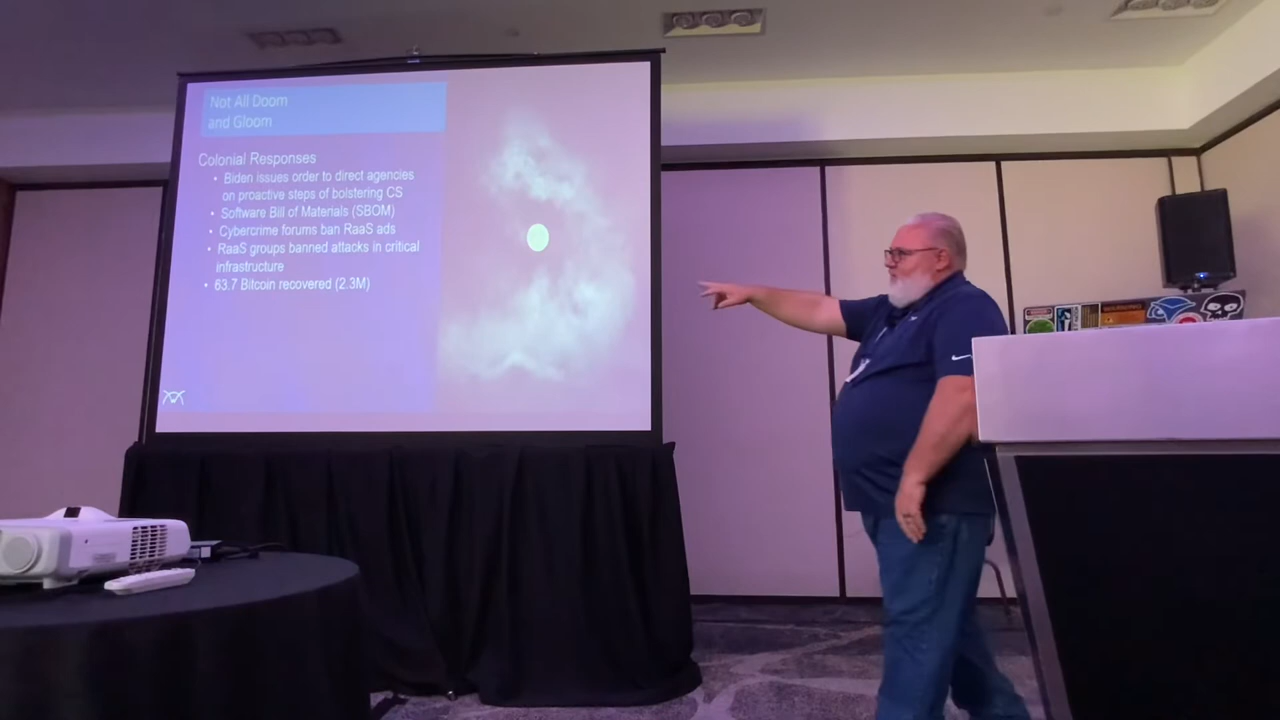 Not All Doom
and Gloom
Colonial Responses
• Biden issues order to direct agencies
on proactive steps of bolstering CS
• Software Bill of Materials (SBOM)
• Cybercrime forums ban RaaS ads
• RaaS groups banned attacks in critical
infrastructure
• 63.7 Bitcoin recovered (2.3M)